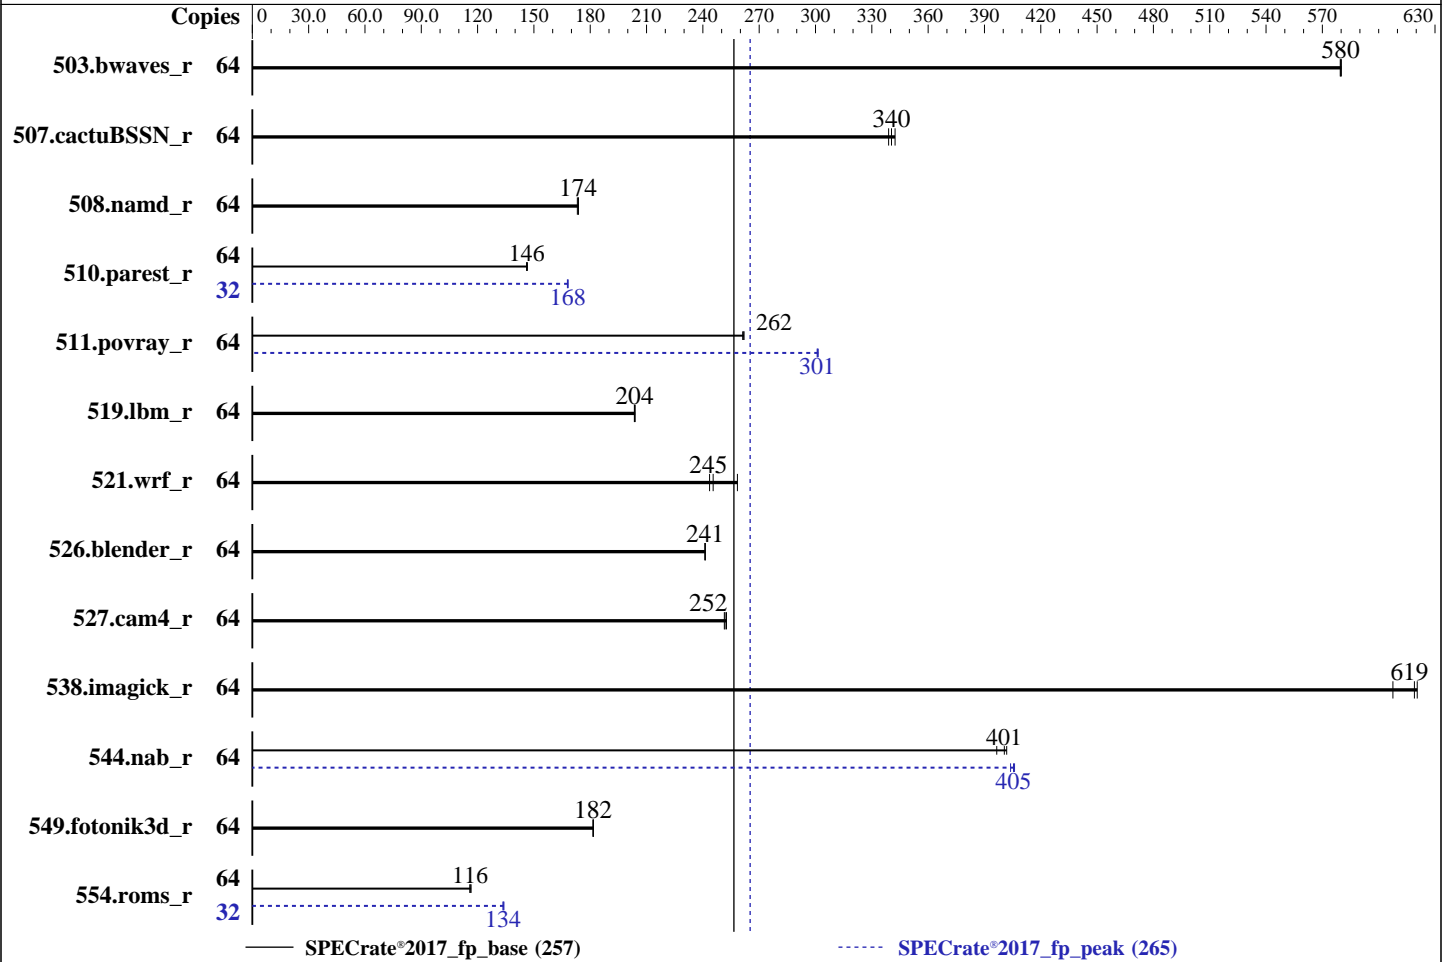 Copies 0 30.0 60.0 90.0 120 150 180 210 240 270 300 330 360 390 420 450 480 510 540 570 630
503.bwaves_r 64 580
507.cactuBSSN_r 64 340
508.namd_r 64 174
510.parest_r 64 146
32 168
511.povray_r 64 262
301
519.lbm_r 64 204
521.wrf_r 64 245
526.blender_r 64 241
527.cam4_r 64 252
538.imagick_r 64 619
544.nab_r 64 401
405
549.fotonik3d_r 64 182
554.roms_r 64 116
32 134
SPECrate®2017_fp_base (257) SPECrate®2017_fp_peak (265)